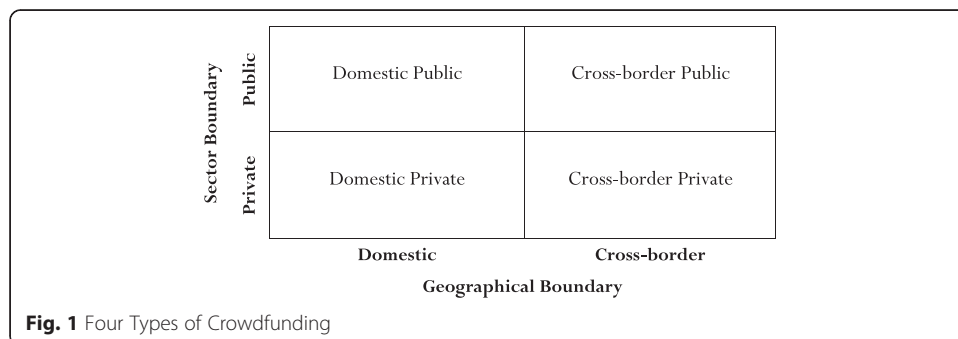 Sector Boundary
Public
Domestic Public
Cross-border Public
Private
Domestic Private
Cross-border Private
Domestic
Cross-border
Geographical Boundary
Fig. 1 Four Types of Crowdfunding